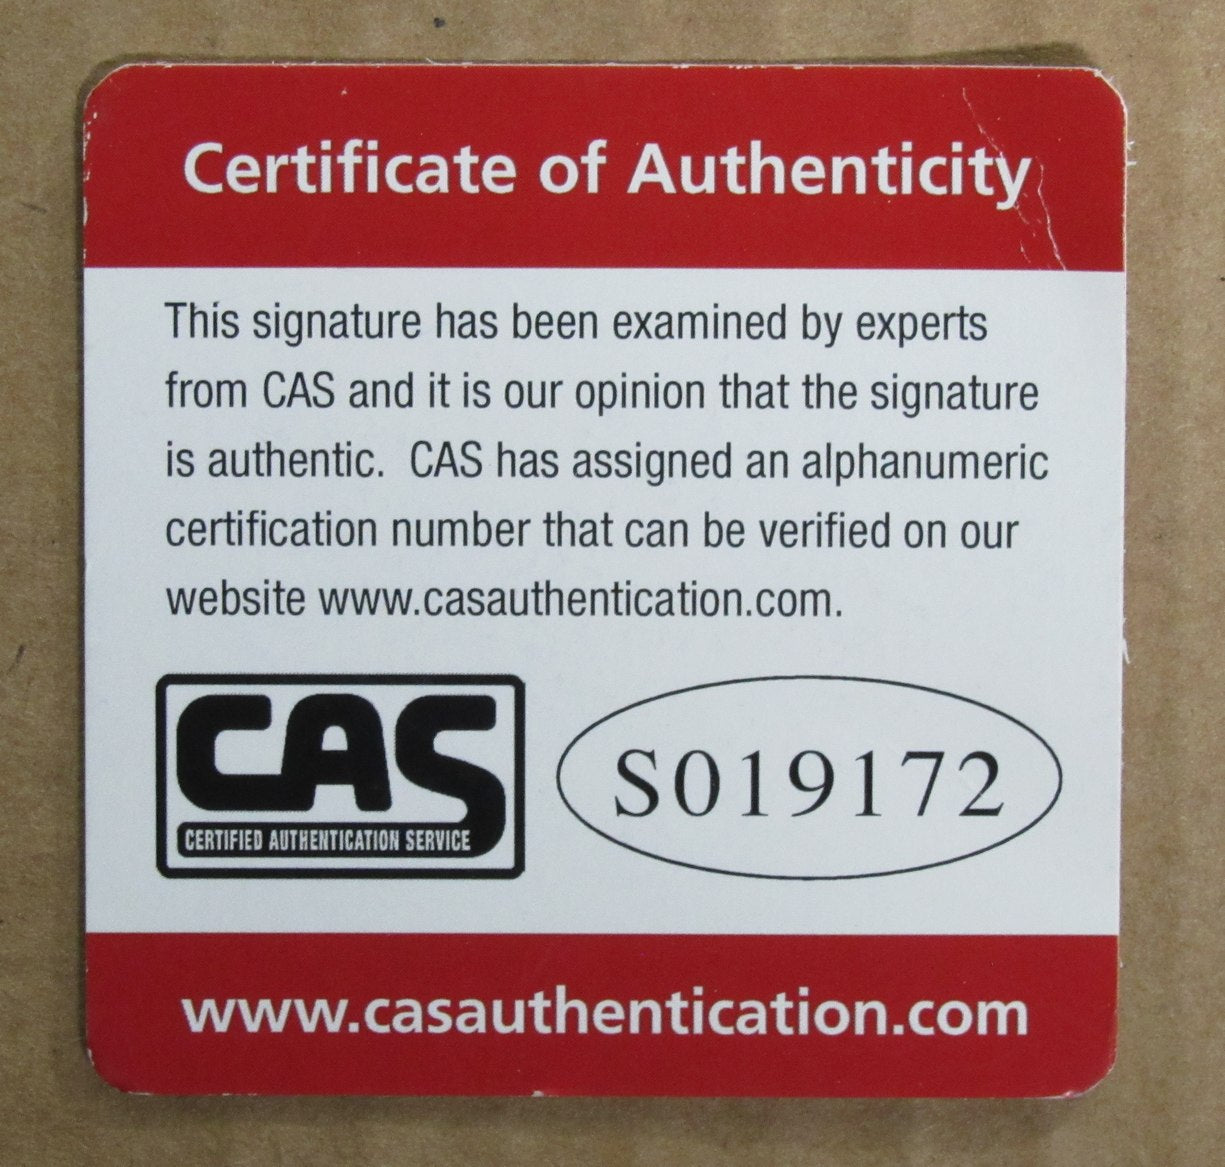 Certificate of Authenticity
This signature has been examined by experts
from CAS and it is our opinion that the signature
is authentic. CAS has assigned an alphanumeric
certification number that can be verified on our
website www.casauthentication.com.
CAS
CERTIFIED AUTHENTICATION SERVICE
S019172
www.casauthentication.com